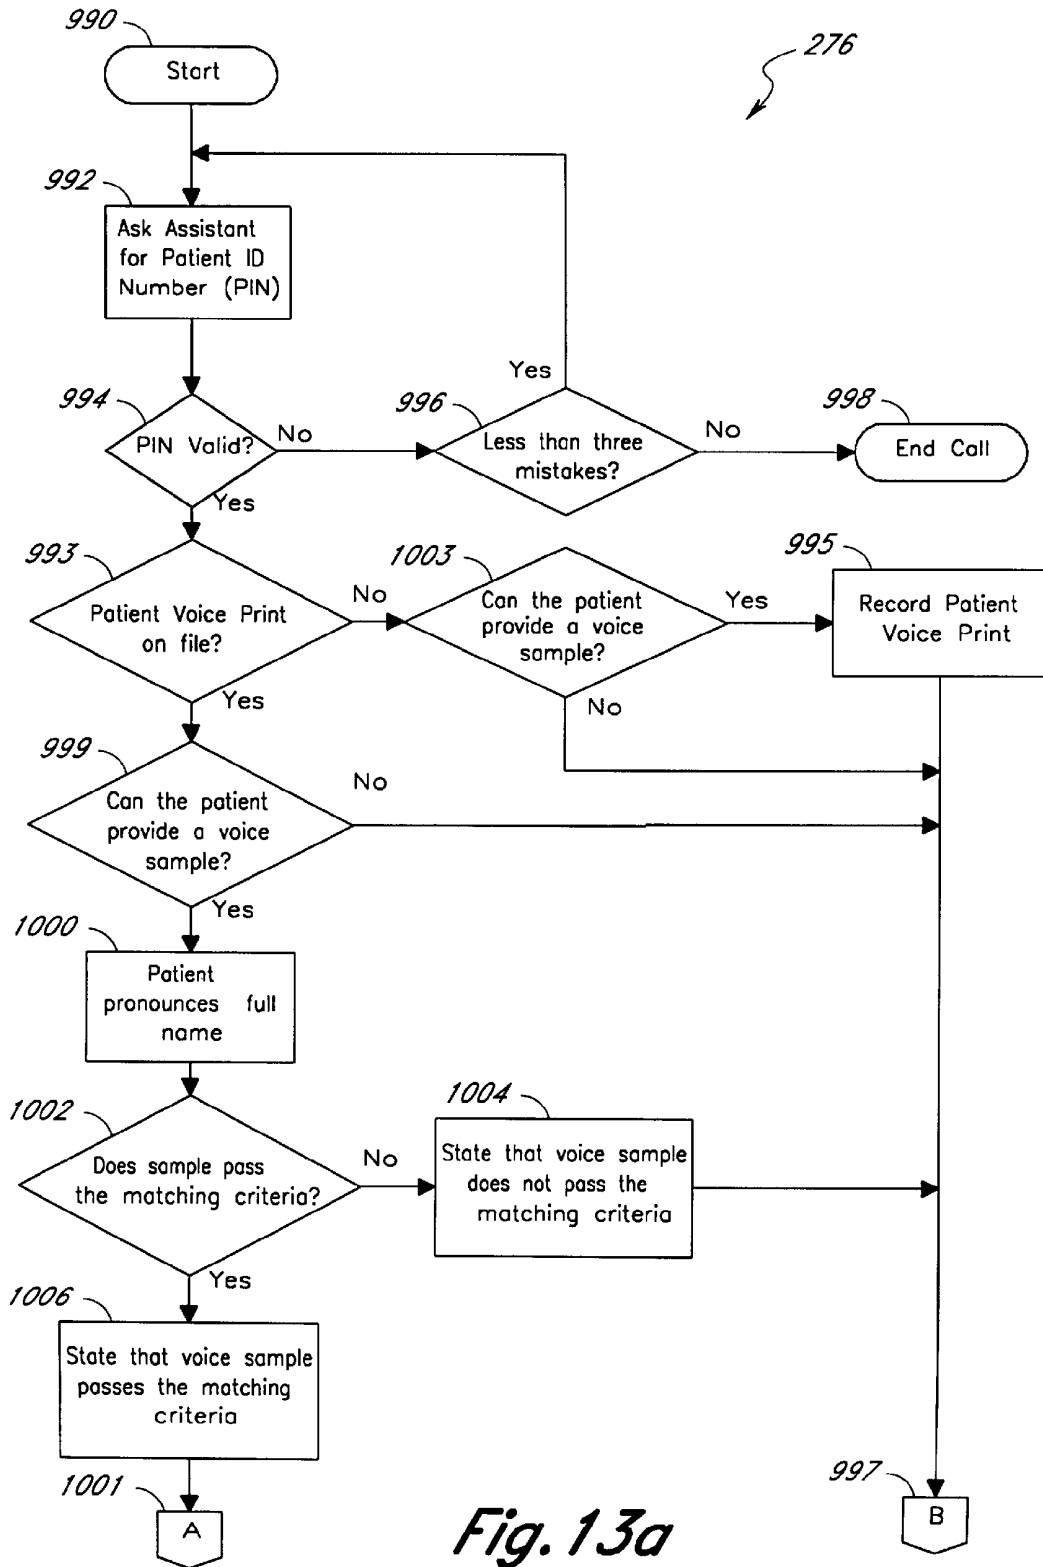 990
Start
276
992
Ask Assistant
for Patient ID
Number (PIN)
Yes
994
PIN Valid?
No
996
Less than three
mistakes?
No
998
End Call
Yes
993
Patient Voice Print
on file?
No
1003
Can the patient
provide a voice
sample?
Yes
995
Record Patient
Voice Print
Yes
No
999
Can the patient
provide a voice
sample?
No
Yes
1000
Patient
pronounces full
name
1002
Does sample pass
the matching criteria?
No
1004
State that voice sample
does not pass the
matching criteria
Yes
1006
State that voice sample
passes the matching
criteria
1001
A
997
B
Fig. 13a